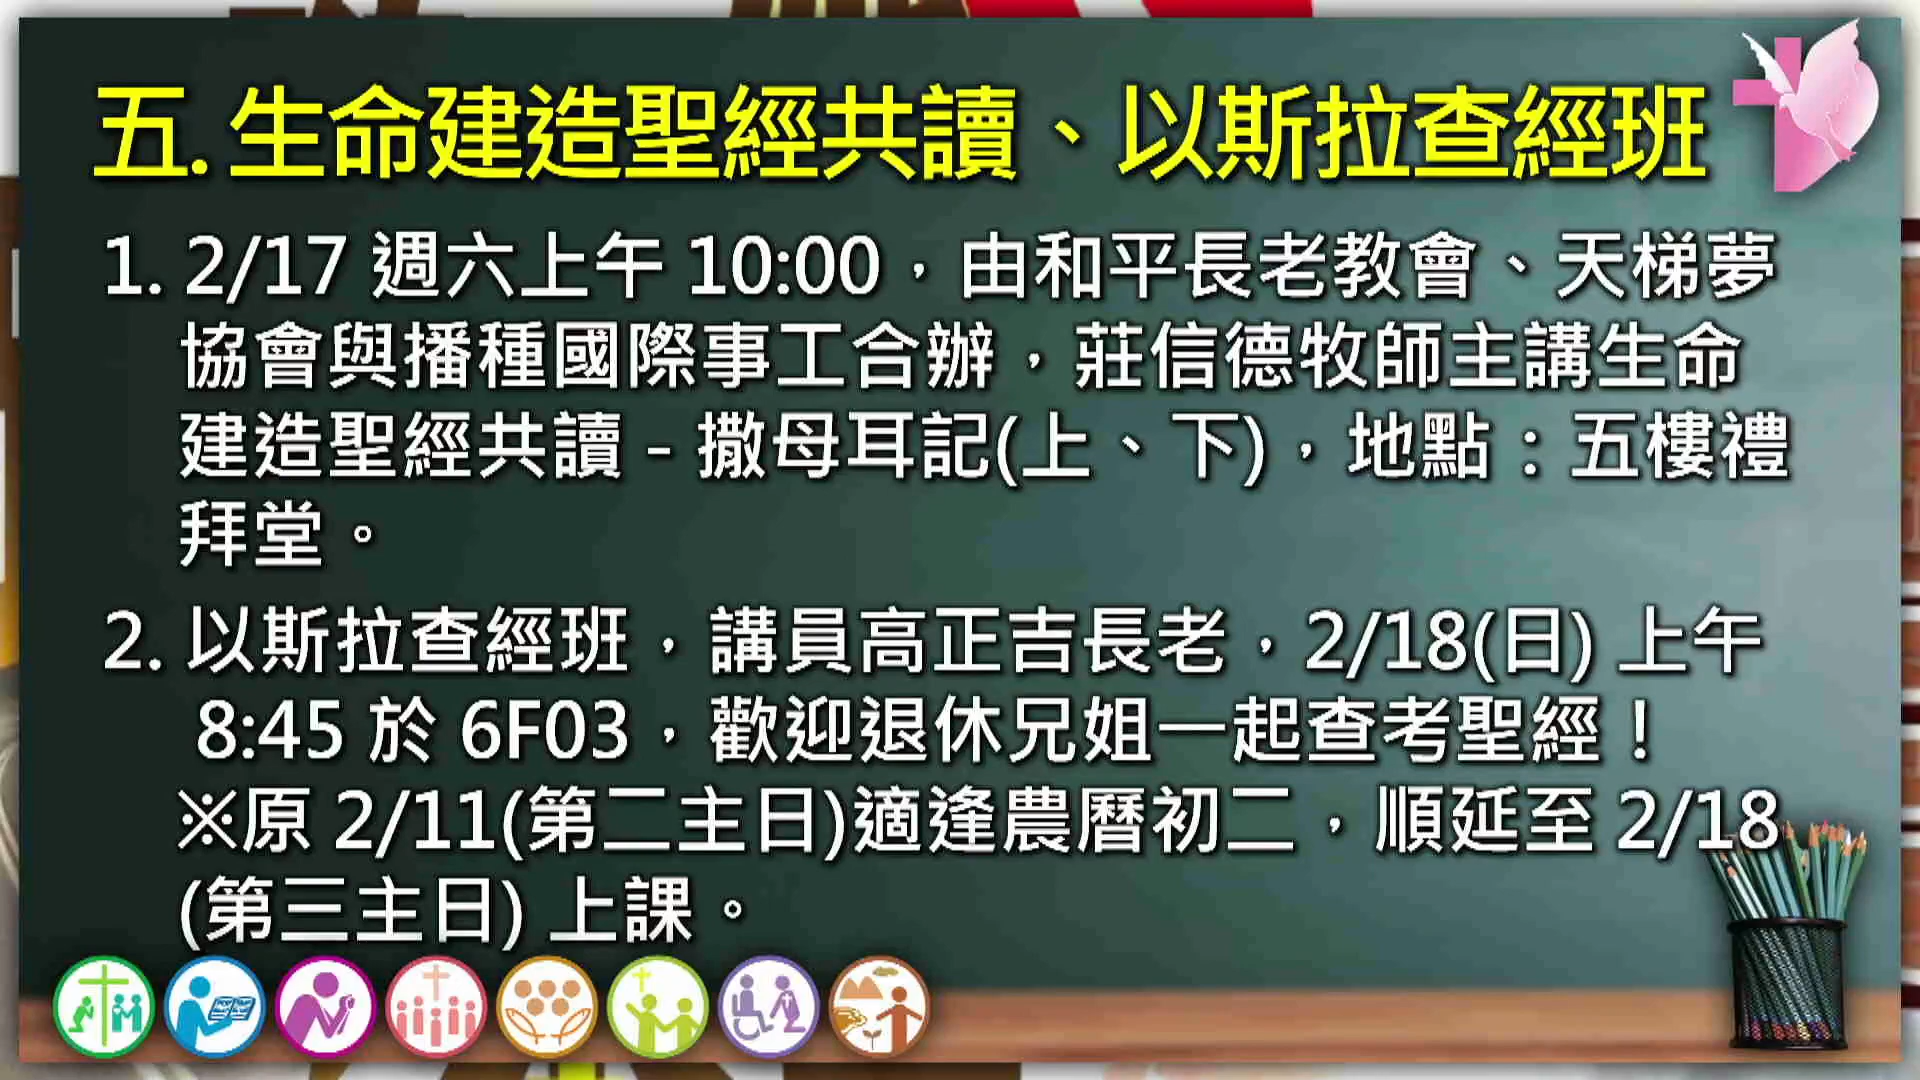 五. 生命建造聖經共讀、以斯拉查經班
1. 2/17 週六上午 10:00，由和平長老教會、天梯夢
協會與播種國際事工合辦，莊信德牧師主講生命
建造聖經共讀 - 撒母耳記(上、下)，地點：五樓禮
拜堂。
2. 以斯拉查經班，講員高正吉長老，2/18(日) 上午
8:45 於 6F03，歡迎退休兄姐一起查考聖經！
※原 2/11(第二主日)適逢農曆初二，順延至 2/18
(第三主日) 上課。